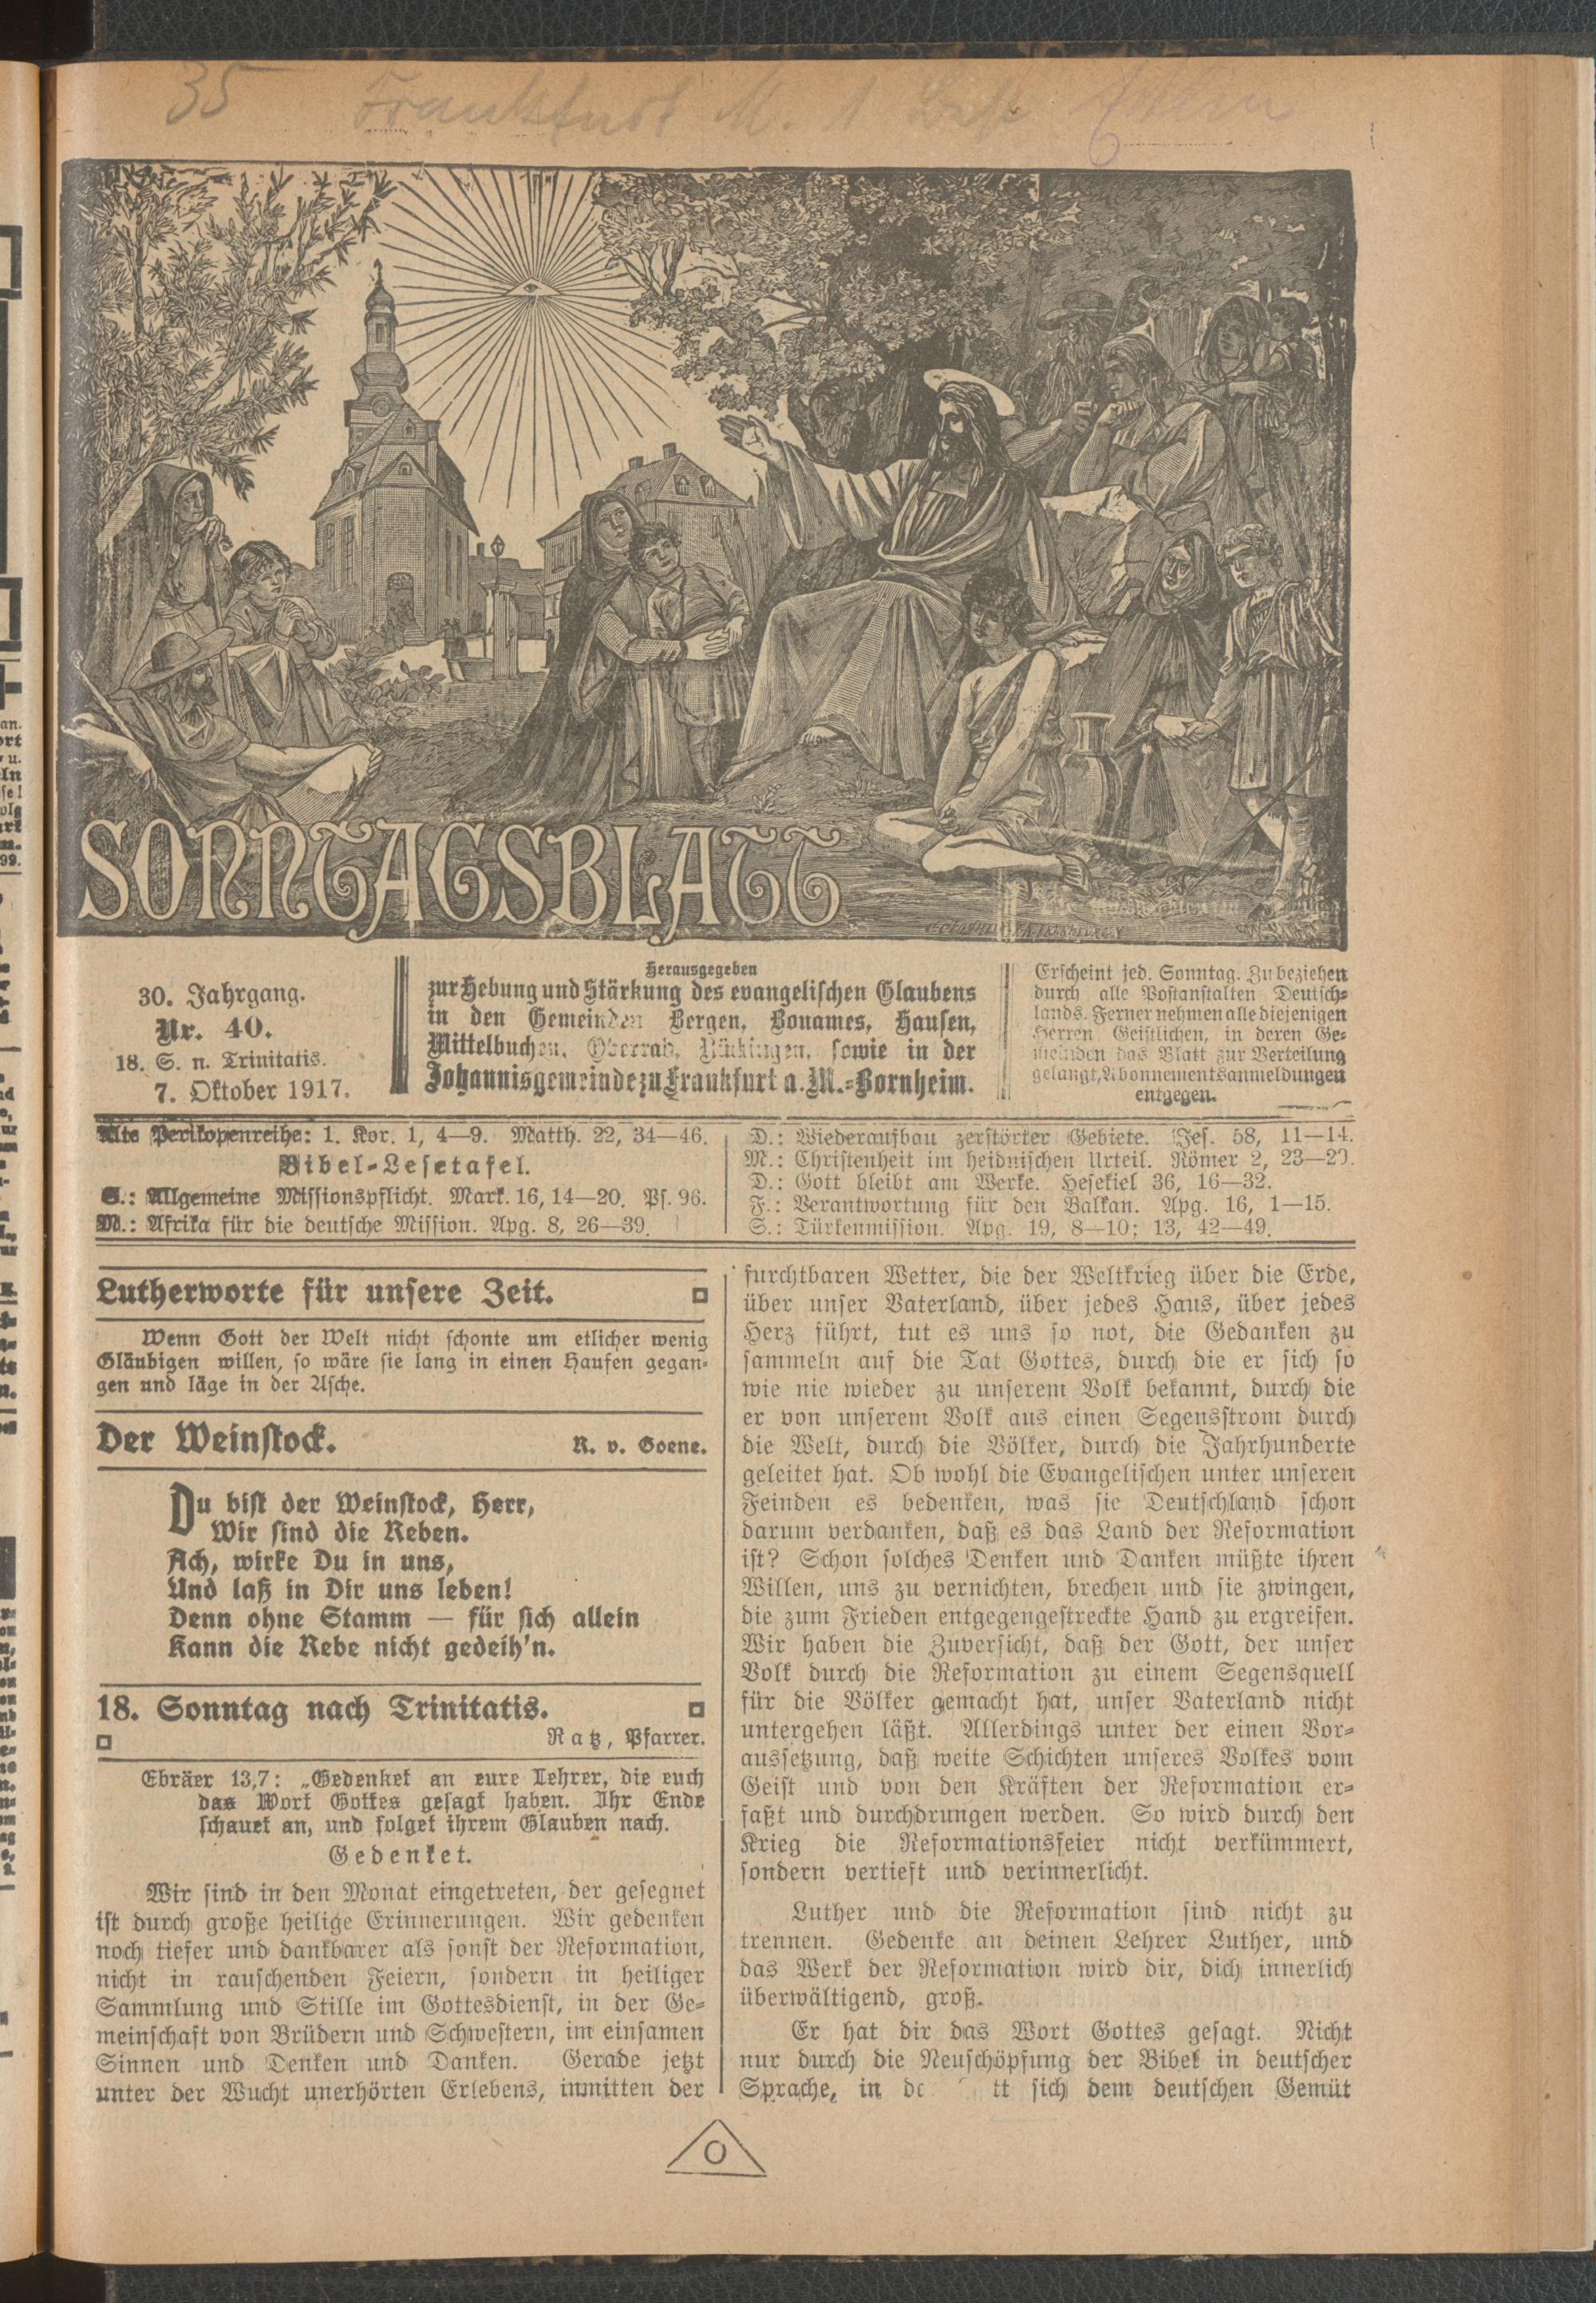 35 Frankfurt M. 1
SONNTAGSBLATT
30. Jahrgang.
Nr. 40.
18. S. n. Trinitatis.
7. Oktober 1917.
Herausgegeben
zur Hebung und Stärkung des evangelischen Glaubens
in den Gemeinden Bergen, Bonames, Hausen,
Mittelbuchen, Oberrad, Rückingen, sowie in der
Johannisgemeinde zu Frankfurt a. M.-Bornheim.
Erscheint jed. Sonntag. Zu beziehen
durch alle Postanstalten Deutsch-
lands. Ferner nehmen alle diejenigen
Herren Geistlichen, in deren Ge-
meinden das Blatt zur Verteilung
gelangt, Abonnementsanmeldungen
entgegen.
Alte Perikopenreihe: 1. Kor. 1, 4—9. Matth. 22, 34—46.
Bibel-Lesetafel.
S.: Allgemeine Missionspflicht. Mark. 16, 14—20. Ps. 96.
M.: Afrika für die deutsche Mission. Apg. 8, 26—39.
D.: Wiederaufbau zerstörter Gebiete. Jes. 58, 11—14.
M.: Christenheit im heidnischen Urteil. Römer 2, 23—29.
D.: Gott bleibt am Werke. Hesekiel 36, 16—32.
F.: Verantwortung für den Balkan. Apg. 16, 1—15.
S.: Türkenmission. Apg. 19, 8—10; 13, 42—49.
Lutherworte für unsere Zeit.
Wenn Gott der Welt nicht schonte um etlicher wenig
Gläubigen willen, so wäre sie lang in einen Haufen gegan-
gen und läge in der Asche.
Der Weinstock. R. v. Goene.
Du bist der Weinstock, Herr,
Wir sind die Reben.
Ach, wirke Du in uns,
Und laß in Dir uns leben!
Denn ohne Stamm — für sich allein
Kann die Rebe nicht gedeih'n.
18. Sonntag nach Trinitatis.
Ratz, Pfarrer.
Ebräer 13,7: „Gedenket an eure Lehrer, die euch
das Wort Gottes gesagt haben. Ihr Ende
schauet an, und folget ihrem Glauben nach.
Gedenket.
Wir sind in den Monat eingetreten, der gesegnet
ist durch große heilige Erinnerungen. Wir gedenken
noch tiefer und dankbarer als sonst der Reformation,
nicht in rauschenden Feiern, sondern in heiliger
Sammlung und Stille im Gottesdienst, in der Ge-
meinschaft von Brüdern und Schwestern, im einsamen
Sinnen und Denken und Danken. Gerade jetzt
unter der Wucht unerhörten Erlebens, inmitten der
furchtbaren Wetter, die der Weltkrieg über die Erde,
über unser Vaterland, über jedes Haus, über jedes
Herz führt, tut es uns so not, die Gedanken zu
sammeln auf die Tat Gottes, durch die er sich so
wie nie wieder zu unserem Volk bekannt, durch die
er von unserem Volk aus einen Segensstrom durch
die Welt, durch die Völker, durch die Jahrhunderte
geleitet hat. Ob wohl die Evangelischen unter unseren
Feinden es bedenken, was sie Deutschland schon
darum verdanken, daß es das Land der Reformation
ist? Schon solches Denken und Danken müßte ihren
Willen, uns zu vernichten, brechen und sie zwingen,
die zum Frieden entgegengestreckte Hand zu ergreifen.
Wir haben die Zuversicht, daß der Gott, der unser
Volk durch die Reformation zu einem Segensquell
für die Völker gemacht hat, unser Vaterland nicht
untergehen läßt. Allerdings unter der einen Vor-
aussetzung, daß weite Schichten unseres Volkes vom
Geist und von den Kräften der Reformation er-
faßt und durchdrungen werden. So wird durch den
Krieg die Reformationsfeier nicht verkümmert,
sondern vertieft und verinnerlicht.
Luther und die Reformation sind nicht zu
trennen. Gedenke an deinen Lehrer Luther, und
das Werk der Reformation wird dir, dich innerlich
überwältigend, groß.
Er hat dir das Wort Gottes gesagt. Nicht
nur durch die Neuschöpfung der Bibel in deutscher
Sprache, in sich dem deutschen Gemüt
O